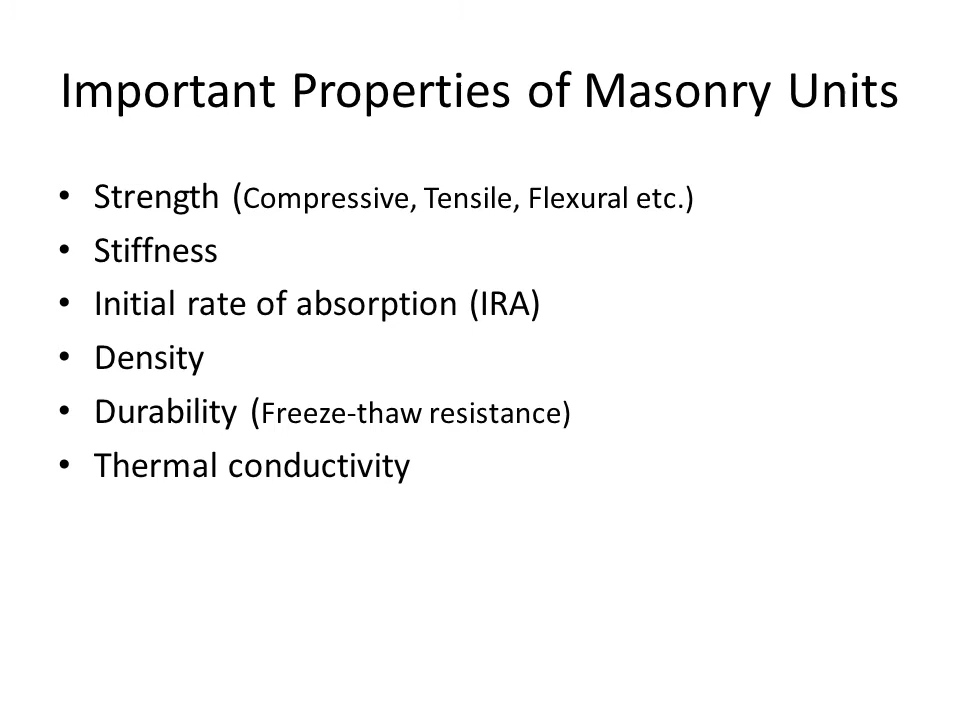 Important Properties of Masonry Units
• Strength (Compressive, Tensile, Flexural etc.)
• Stiffness
• Initial rate of absorption (IRA)
• Density
• Durability (Freeze-thaw resistance)
• Thermal conductivity